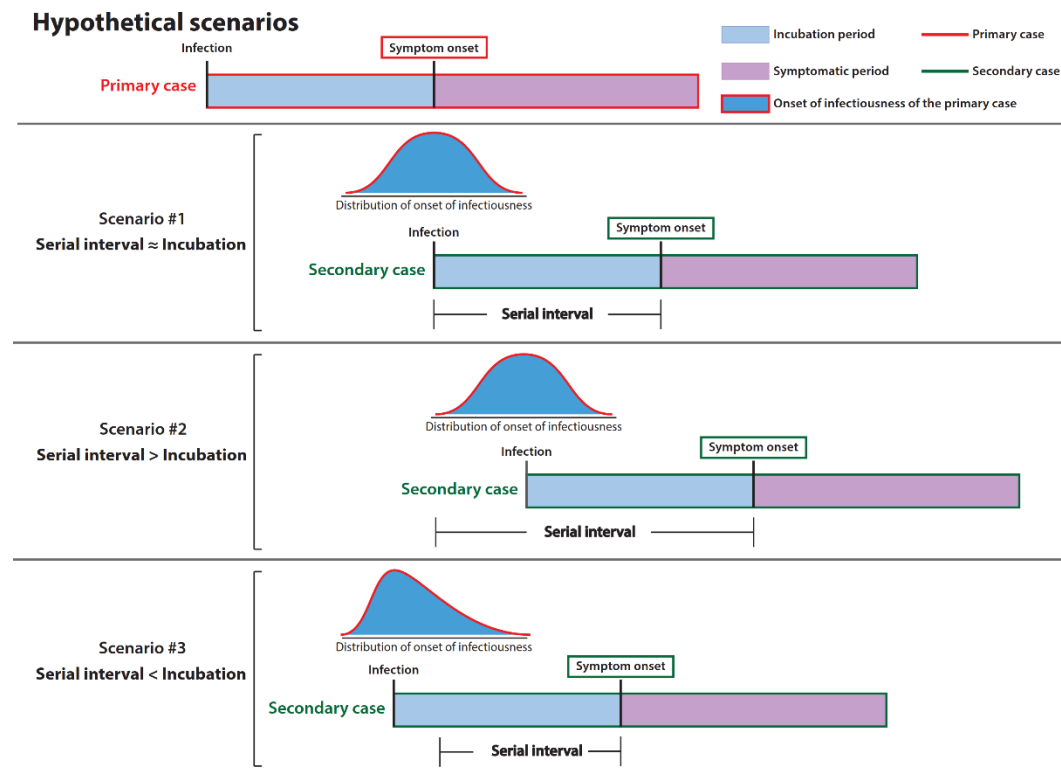 Hypothetical scenarios
Infection
Symptom onset
Primary case
Incubation period
Primary case
Symptomatic period
Secondary case
Onset of infectiousness of the primary case
Scenario #1
Serial interval ≈ Incubation
Distribution of onset of infectiousness
Infection
Symptom onset
Secondary case
Serial interval
Scenario #2
Serial interval > Incubation
Distribution of onset of infectiousness
Infection
Symptom onset
Secondary case
Serial interval
Scenario #3
Serial interval < Incubation
Distribution of onset of infectiousness
Infection
Symptom onset
Secondary case
Serial interval